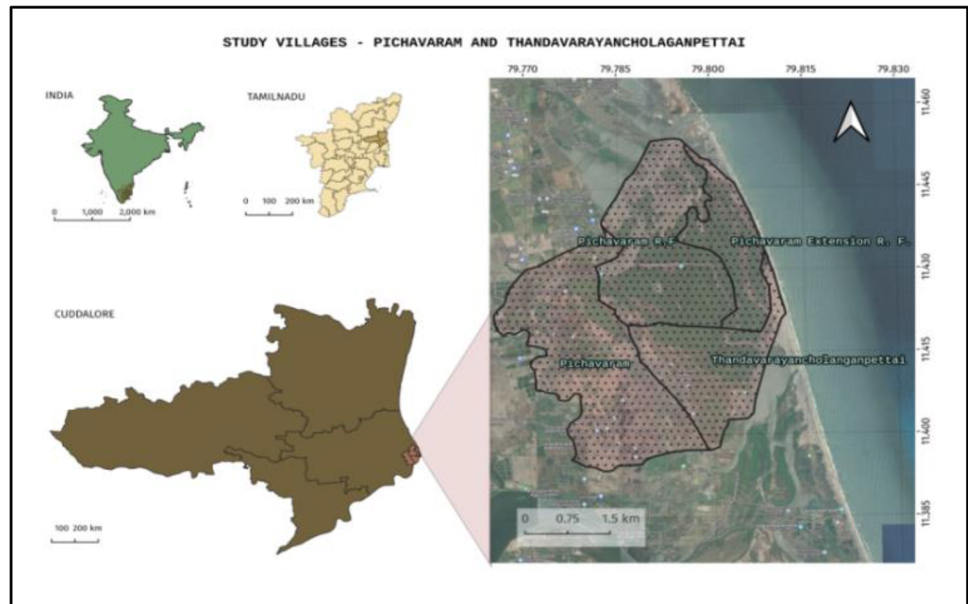 STUDY VILLAGES - PICHAVARAM AND THANDAVARAYANCHOLAGANPETTAI
INDIA
0 1,000 2,000 km
TAMILNADU
0 100 200 km
CUDDALORE
100 200 km
79.770 79.785 79.800 79.815 79.830
11.460
11.445
11.430
11.415
11.400
11.385
Pichavaram R.F
Pichavaram Extension R. F.
Pichavaram
Thandavarayancholanganpettai
0 0.75 1.5 km